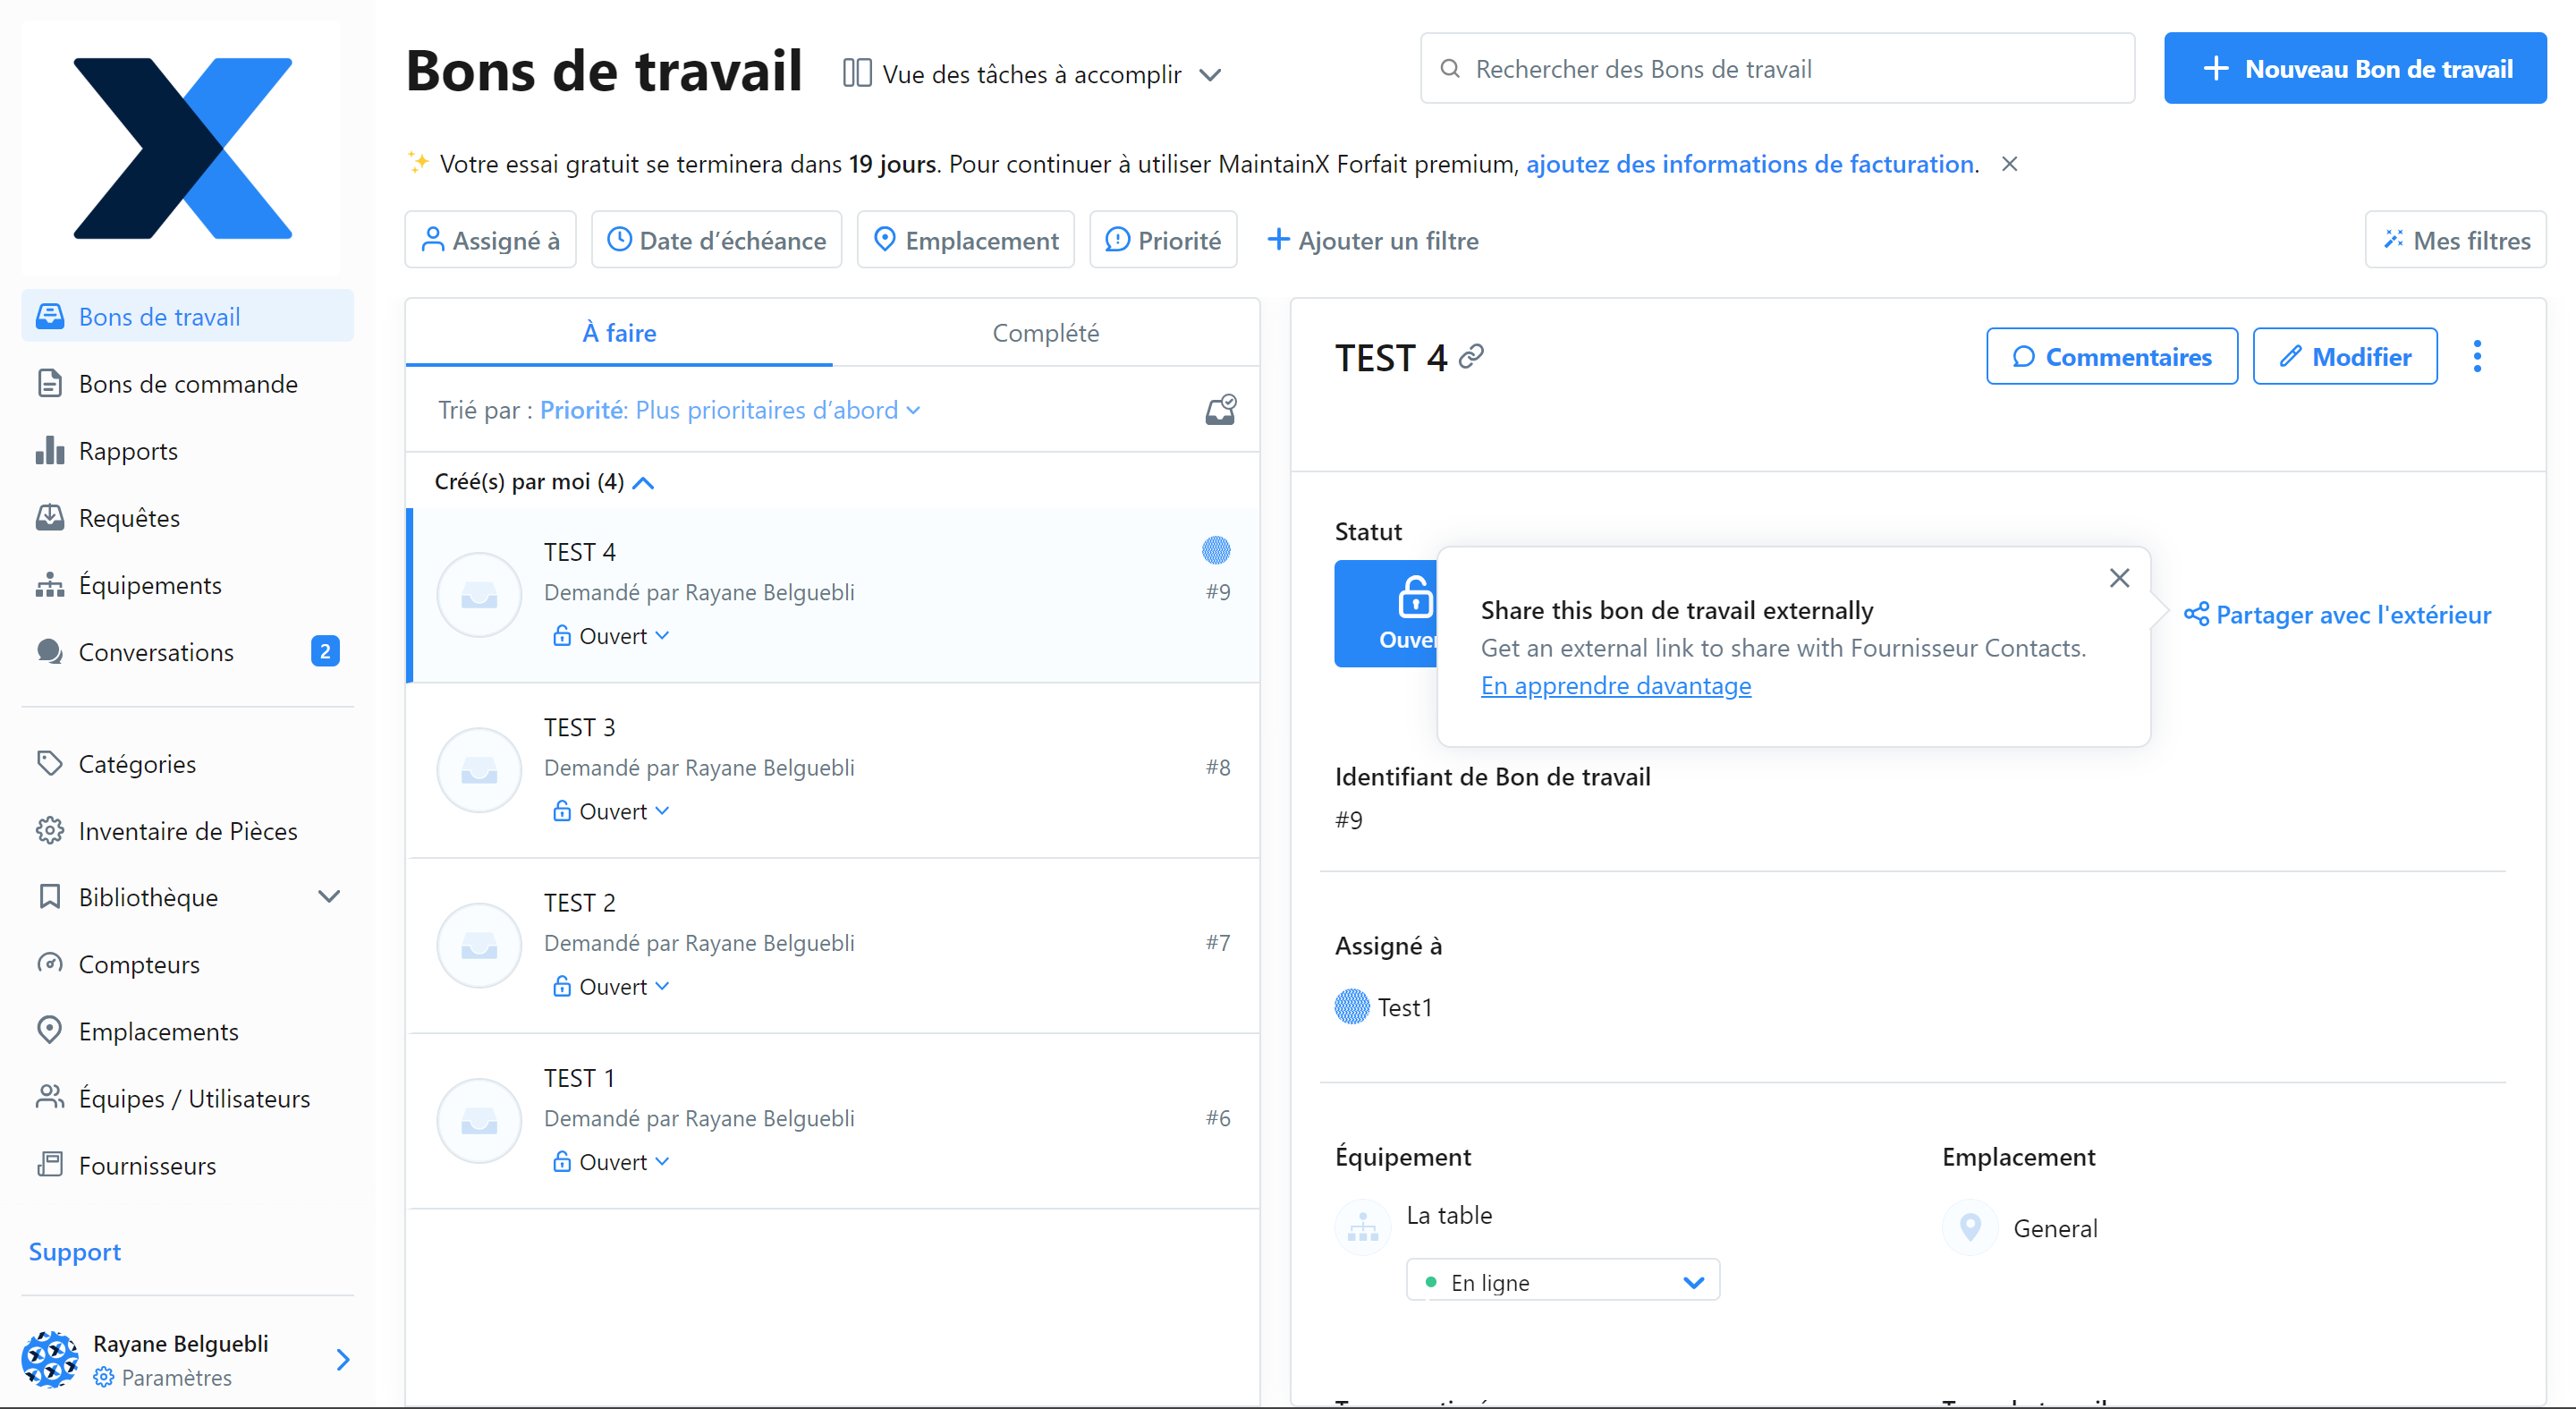 Bons de travail
Vue des tâches à accomplir
Rechercher des Bons de travail
Nouveau Bon de travail
Votre essai gratuit se terminera dans 19 jours. Pour continuer à utiliser MaintainX Forfait premium, ajoutez des informations de facturation.
Assigné à
Date d’échéance
Emplacement
Priorité
Ajouter un filtre
Mes filtres
Bons de travail
Bons de commande
Rapports
Requêtes
Équipements
Conversations
2
Catégories
Inventaire de Pièces
Bibliothèque
Compteurs
Emplacements
Équipes / Utilisateurs
Fournisseurs
Support
Rayane Belguebli
Paramètres
À faire
Complété
Trié par : Priorité: Plus prioritaires d’abord
Créé(s) par moi (4)
TEST 4
Demandé par Rayane Belguebli
#9
Ouvert
TEST 3
Demandé par Rayane Belguebli
#8
Ouvert
TEST 2
Demandé par Rayane Belguebli
#7
Ouvert
TEST 1
Demandé par Rayane Belguebli
#6
Ouvert
TEST 4
Commentaires
Modifier
Statut
Share this bon de travail externally
Get an external link to share with Fournisseur Contacts.
En apprendre davantage
Partager avec l'extérieur
Identifiant de Bon de travail
#9
Assigné à
Test1
Équipement
La table
En ligne
Emplacement
General